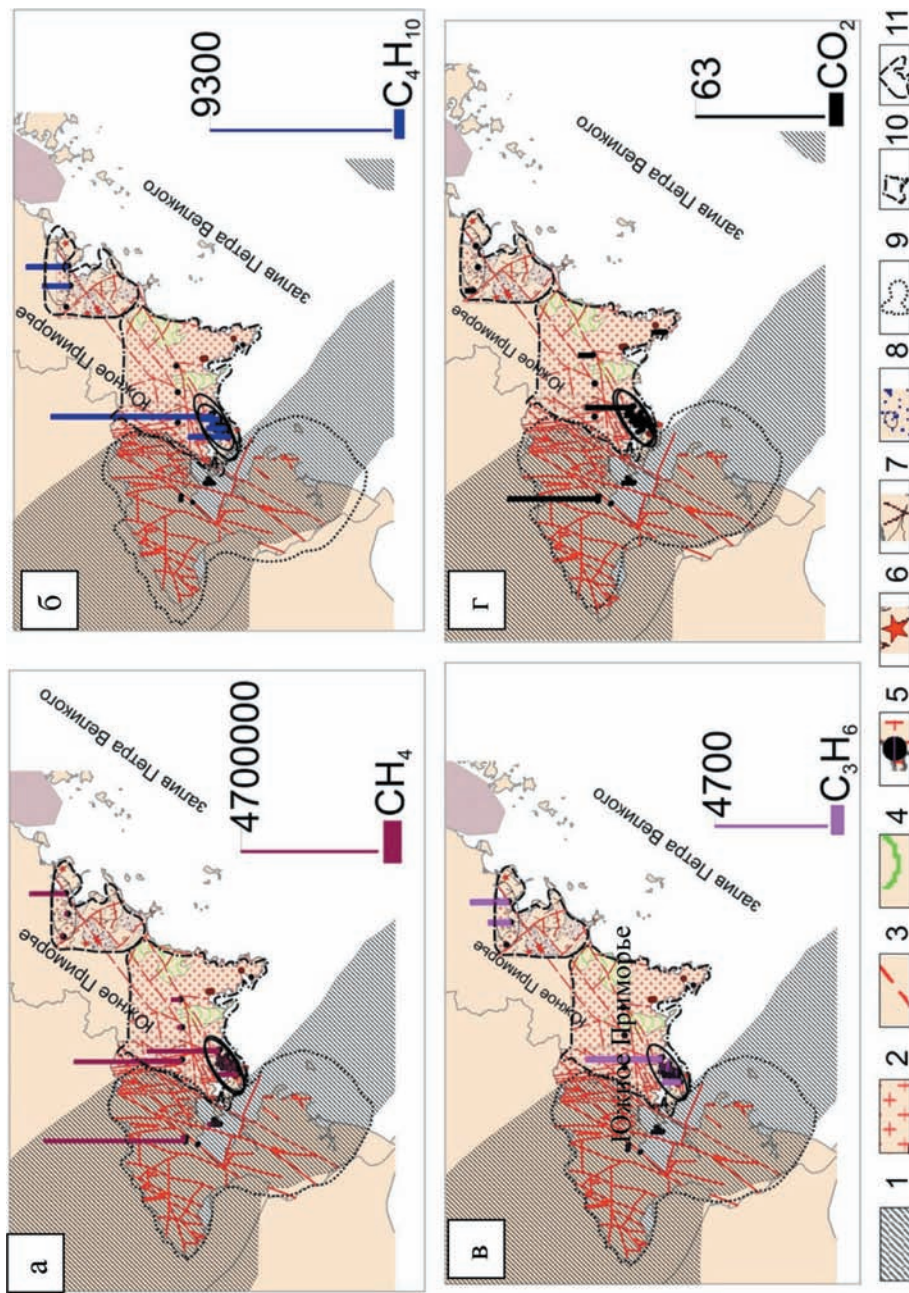 а
Южное Приморье
залив Петра Великого
4700000
CH₄
б
Южное Приморье
залив Петра Великого
9300
C₄H₁₀
в
Южное Приморье
Южное Приморье
залив Петра Великого
4700
C₃H₆
г
Южное Приморье
залив Петра Великого
63
CO₂
1 2 3 4 5 6 7 8 9 10 11